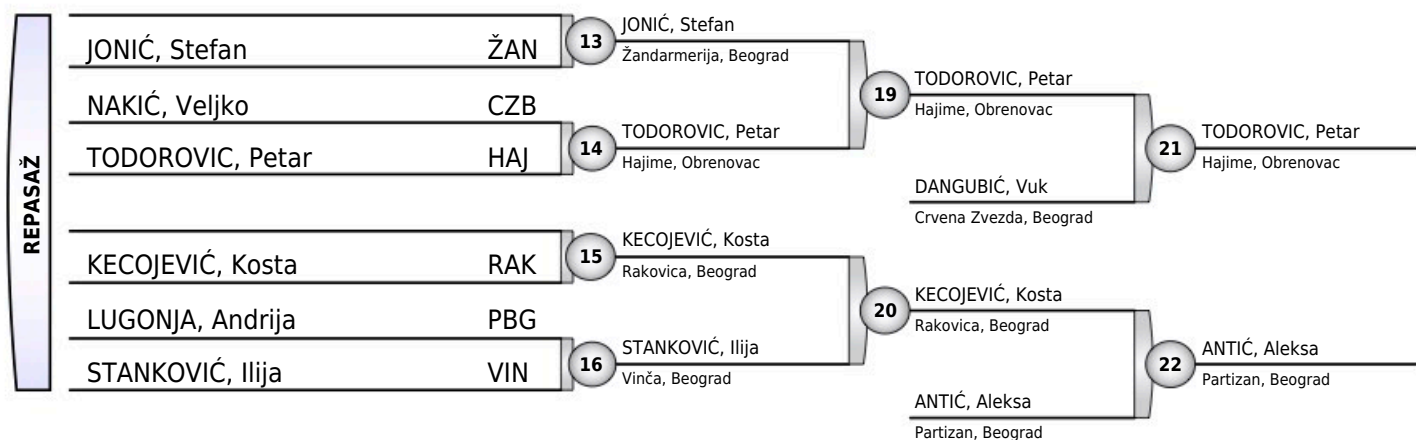 REPASAŽ
JONIĆ, Stefan ŽAN
NAKIĆ, Veljko CZB
TODOROVIC, Petar HAJ
KECOJEVIĆ, Kosta RAK
LUGONJA, Andrija PBG
STANKOVIĆ, Ilija VIN
13
JONIĆ, Stefan
Žandarmerija, Beograd
14
TODOROVIC, Petar
Hajime, Obrenovac
15
KECOJEVIĆ, Kosta
Rakovica, Beograd
16
STANKOVIĆ, Ilija
Vinča, Beograd
19
TODOROVIC, Petar
Hajime, Obrenovac
DANGUBIĆ, Vuk
Crvena Zvezda, Beograd
20
KECOJEVIĆ, Kosta
Rakovica, Beograd
ANTIĆ, Aleksa
Partizan, Beograd
21
TODOROVIC, Petar
Hajime, Obrenovac
22
ANTIĆ, Aleksa
Partizan, Beograd